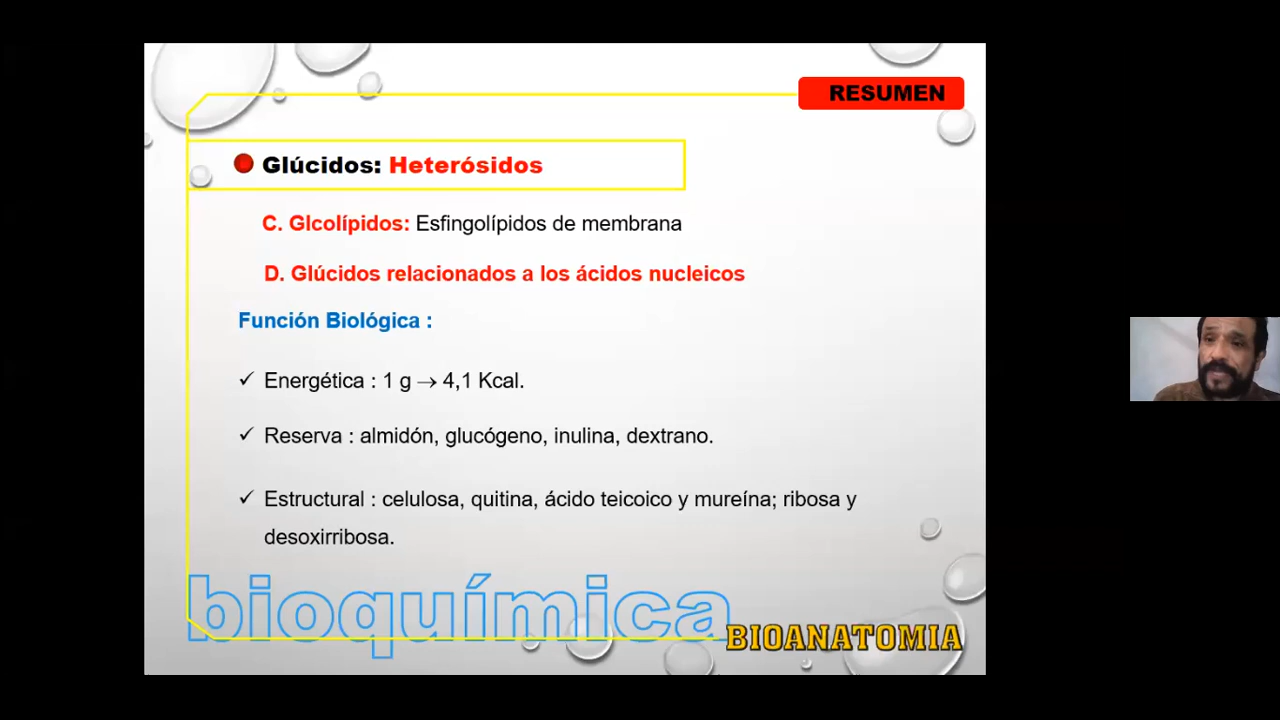 RESUMEN
Glúcidos: Heterósidos
C. Glcolípidos: Esfingolípidos de membrana
D. Glúcidos relacionados a los ácidos nucleicos
Función Biológica :
✓ Energética : 1 g → 4,1 Kcal.
✓ Reserva : almidón, glucógeno, inulina, dextrano.
✓ Estructural : celulosa, quitina, ácido teicoico y mureína; ribosa y
desoxirribosa.
bioquímica
BIOANATOMIA